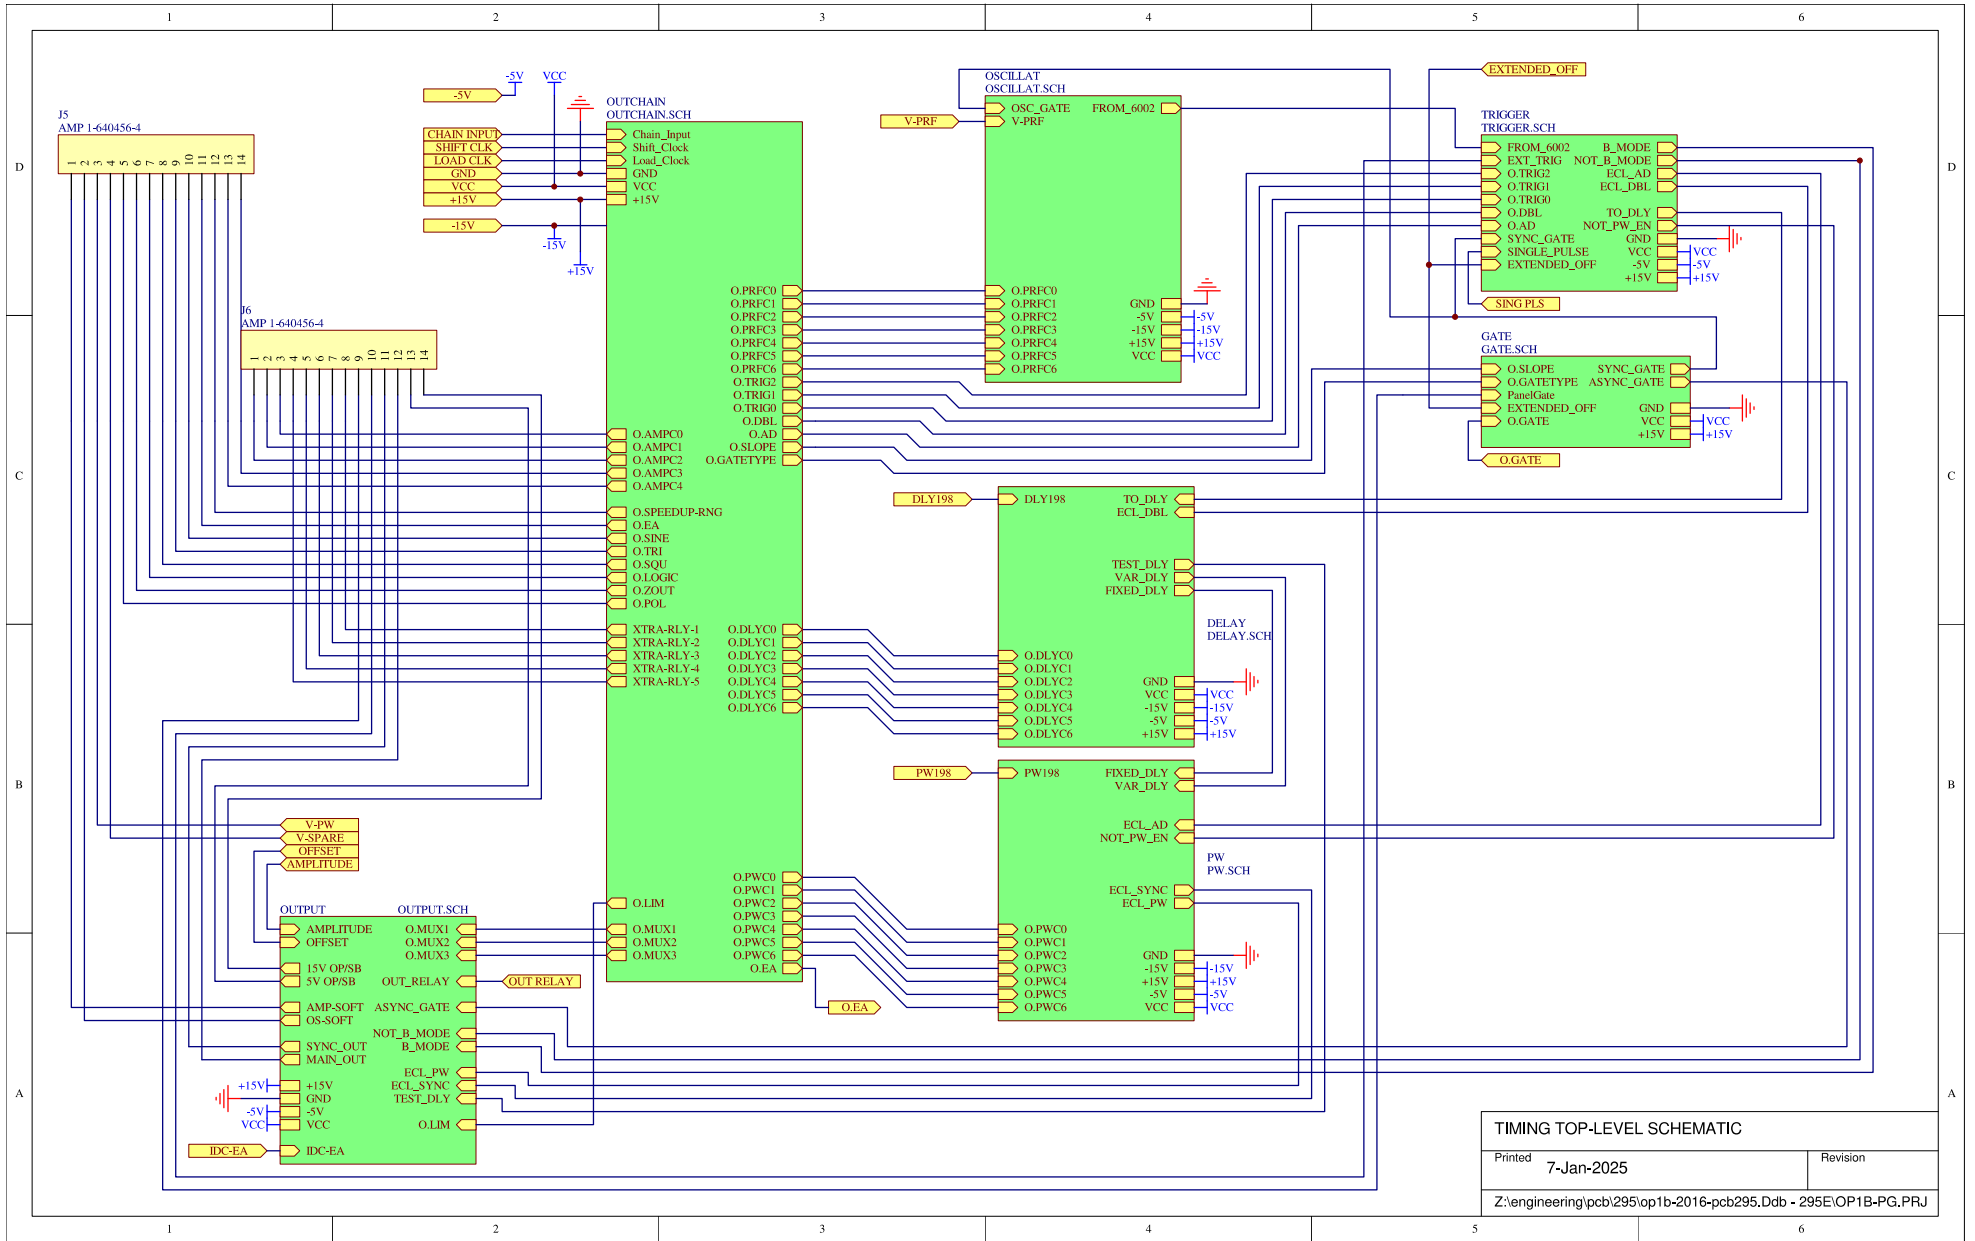 1 2 3 4 5 6
D
C
B
A
D
C
B
A
J5
AMP 1-640456-4
1 2 3 4 5 6 7 8 9 10 11 12 13 14
J6
AMP 1-640456-4
1 2 3 4 5 6 7 8 9 10 11 12 13 14
-5V
VCC
-5V
CHAIN INPUT
SHIFT CLK
LOAD CLK
GND
VCC
+15V
-15V
-15V
+15V
OUTCHAIN
OUTCHAIN.SCH
Chain_Input
Shift_Clock
Load_Clock
GND
VCC
+15V
O.PRFC0
O.PRFC1
O.PRFC2
O.PRFC3
O.PRFC4
O.PRFC5
O.PRFC6
O.TRIG2
O.TRIG1
O.TRIG0
O.DBL
O.AD
O.SLOPE
O.GATETYPE
O.AMPC0
O.AMPC1
O.AMPC2
O.AMPC3
O.AMPC4
O.SPEEDUP-RNG
O.EA
O.SINE
O.TRI
O.SQU
O.LOGIC
O.ZOUT
O.POL
XTRA-RLY-1
XTRA-RLY-2
XTRA-RLY-3
XTRA-RLY-4
XTRA-RLY-5
O.DLYC0
O.DLYC1
O.DLYC2
O.DLYC3
O.DLYC4
O.DLYC5
O.DLYC6
O.PWC0
O.PWC1
O.PWC2
O.PWC3
O.PWC4
O.PWC5
O.PWC6
O.EA
O.LIM
O.MUX1
O.MUX2
O.MUX3
O.EA
OSCILLAT
OSCILLAT.SCH
V-PRF
OSC_GATE FROM_6002
V-PRF
O.PRFC0
O.PRFC1
O.PRFC2
O.PRFC3
O.PRFC4
O.PRFC5
O.PRFC6
GND
-5V -5V
-15V -15V
+15V +15V
VCC VCC
EXTENDED_OFF
TRIGGER
TRIGGER.SCH
FROM_6002 B_MODE
EXT_TRIG NOT_B_MODE
O.TRIG2 ECL_AD
O.TRIG1 ECL_DBL
O.TRIG0
O.DBL TO_DLY
O.AD NOT_PW_EN
SYNC_GATE GND
SINGLE_PULSE VCC VCC
EXTENDED_OFF -5V -5V
+15V +15V
SING PLS
GATE
GATE.SCH
O.SLOPE SYNC_GATE
O.GATETYPE ASYNC_GATE
PanelGate
EXTENDED_OFF GND
O.GATE VCC VCC
+15V +15V
O.GATE
DLY198
DLY198 TO_DLY
ECL_DBL
TEST_DLY
VAR_DLY
FIXED_DLY
DELAY
DELAY.SCH
O.DLYC0
O.DLYC1
O.DLYC2 GND
O.DLYC3 VCC VCC
O.DLYC4 -15V -15V
O.DLYC5 -5V -5V
O.DLYC6 +15V +15V
PW198
PW198 FIXED_DLY
VAR_DLY
ECL_AD
NOT_PW_EN
PW
PW.SCH
ECL_SYNC
ECL_PW
O.PWC0
O.PWC1
O.PWC2 GND
O.PWC3 -15V -15V
O.PWC4 +15V +15V
O.PWC5 -5V -5V
O.PWC6 VCC VCC
V-PW
V-SPARE
OFFSET
AMPLITUDE
OUTPUT OUTPUT.SCH
AMPLITUDE O.MUX1
OFFSET O.MUX2
O.MUX3
15V OP/SB
5V OP/SB OUT_RELAY
OUT RELAY
AMP-SOFT ASYNC_GATE
OS-SOFT
NOT_B_MODE
SYNC_OUT B_MODE
MAIN_OUT
ECL_PW
+15V +15V ECL_SYNC
GND TEST_DLY
-5V -5V
VCC VCC O.LIM
IDC-EA IDC-EA
TIMING TOP-LEVEL SCHEMATIC
Printed 7-Jan-2025 Revision
Z:\engineering\pcb\295\op1b-2016-pcb295.Ddb - 295E\OP1B-PG.PRJ
1 2 3 4 5 6